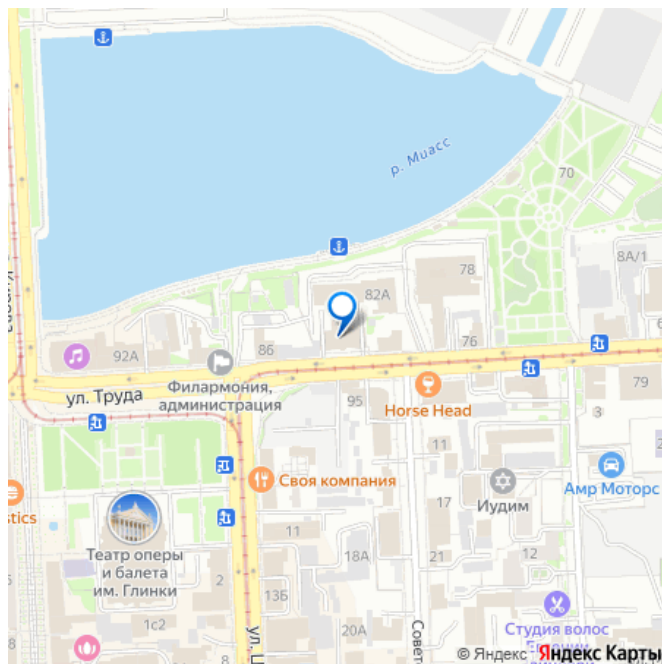 р. Миасс
70
78
8А/1
82А
76
86
92А
ул. Труда
Филармония,
администрация
95
Horse Head
79
3
11
Своя компания
Иудим
Амр Моторс
17
stics
Театр оперы
и балета
им. Глинки
11
18А
21
12
2
13Б
1с2
20А
Студия волос
© Яндекс Яндекс Карты